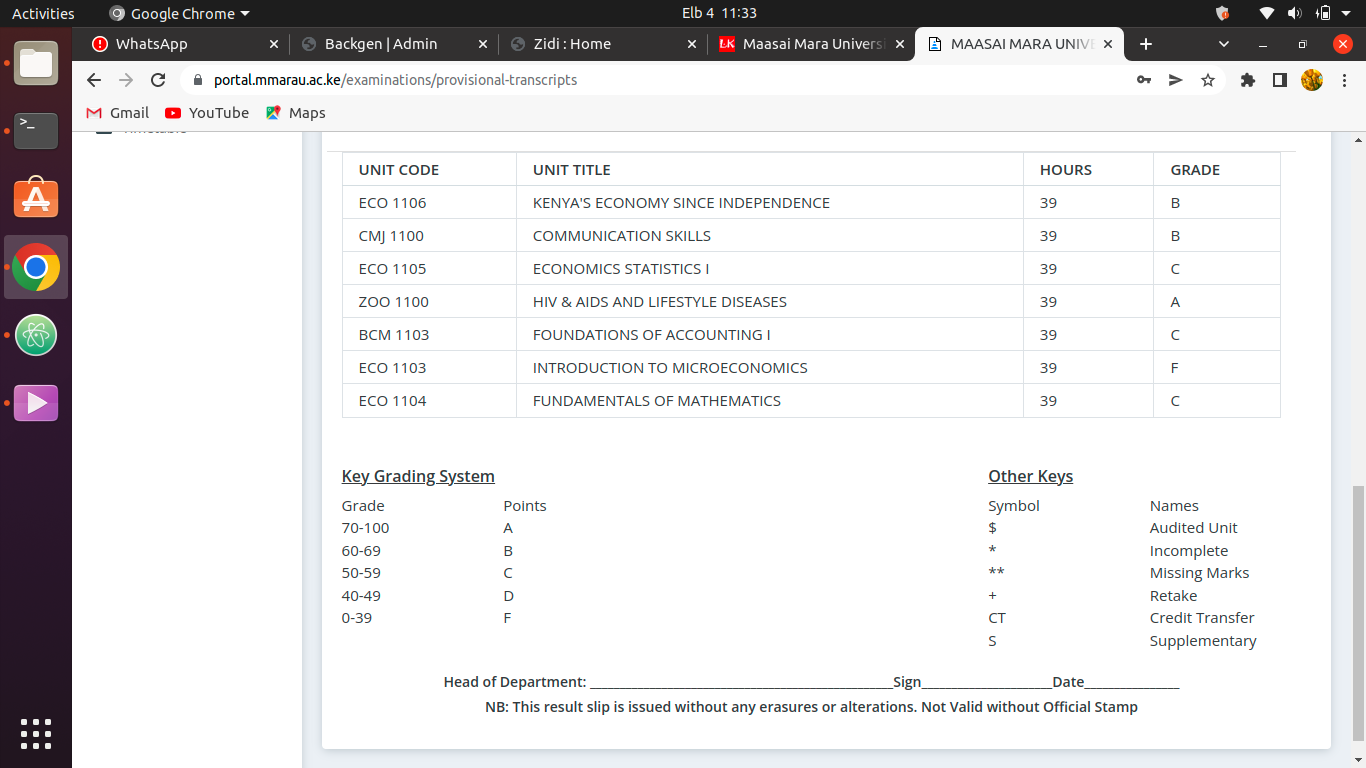 Activities Google Chrome Elb 4 11:33
WhatsApp Backgen | Admin Zidi : Home Maasai Mara Universi MAASAI MARA UNIVE
portal.mmarau.ac.ke/examinations/provisional-transcripts
Gmail YouTube Maps
UNIT CODE UNIT TITLE HOURS GRADE
ECO 1106 KENYA'S ECONOMY SINCE INDEPENDENCE 39 B
CMJ 1100 COMMUNICATION SKILLS 39 B
ECO 1105 ECONOMICS STATISTICS I 39 C
ZOO 1100 HIV & AIDS AND LIFESTYLE DISEASES 39 A
BCM 1103 FOUNDATIONS OF ACCOUNTING I 39 C
ECO 1103 INTRODUCTION TO MICROECONOMICS 39 F
ECO 1104 FUNDAMENTALS OF MATHEMATICS 39 C
Key Grading System Other Keys
Grade Points Symbol Names
70-100 A $ Audited Unit
60-69 B * Incomplete
50-59 C ** Missing Marks
40-49 D + Retake
0-39 F CT Credit Transfer
S Supplementary
Head of Department: ______________________________________Sign________________Date____________
NB: This result slip is issued without any erasures or alterations. Not Valid without Official Stamp